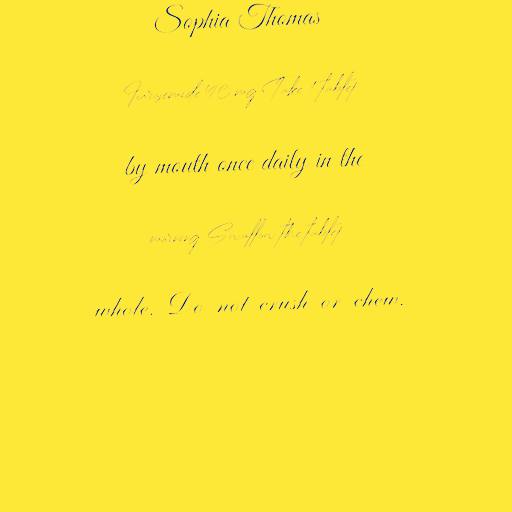 Sophia Thomas
Furosemide 40 mg Take 1 tablet
by mouth once daily in the
morning Swallow the tablet
whole. Do not crush or chew.